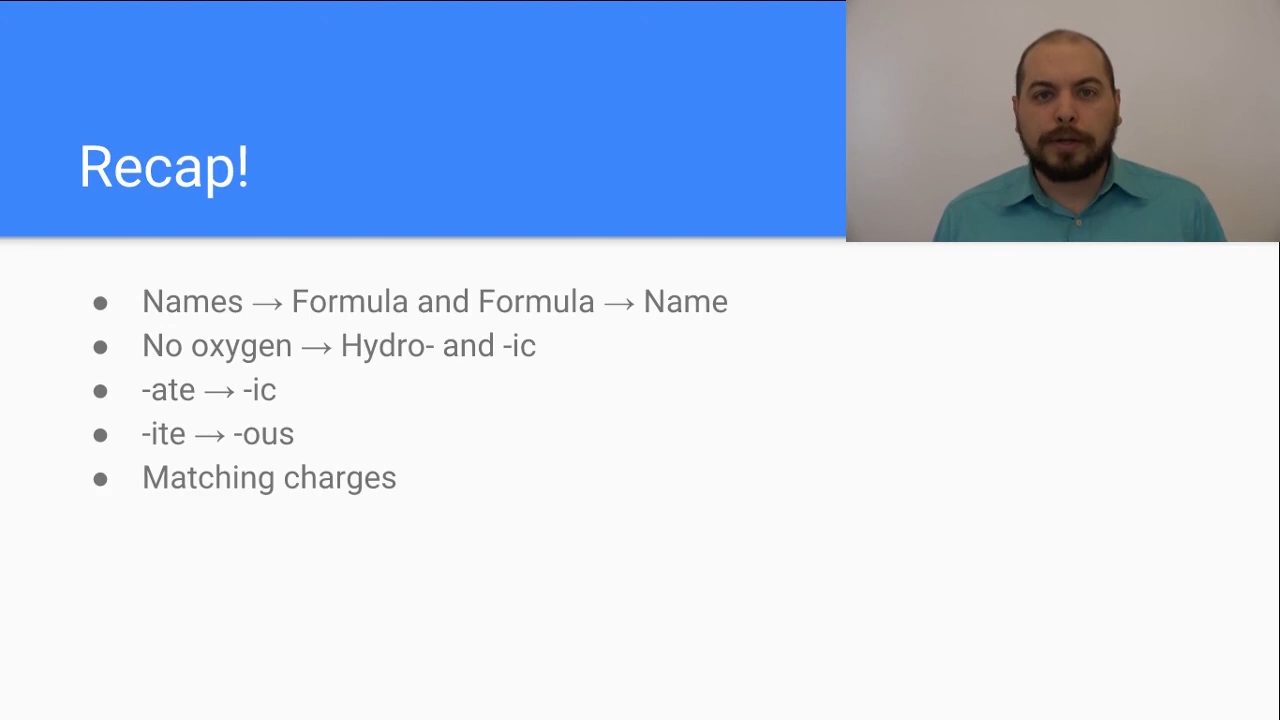 Recap!
● Names → Formula and Formula → Name
● No oxygen → Hydro- and -ic
● -ate → -ic
● -ite → -ous
● Matching charges